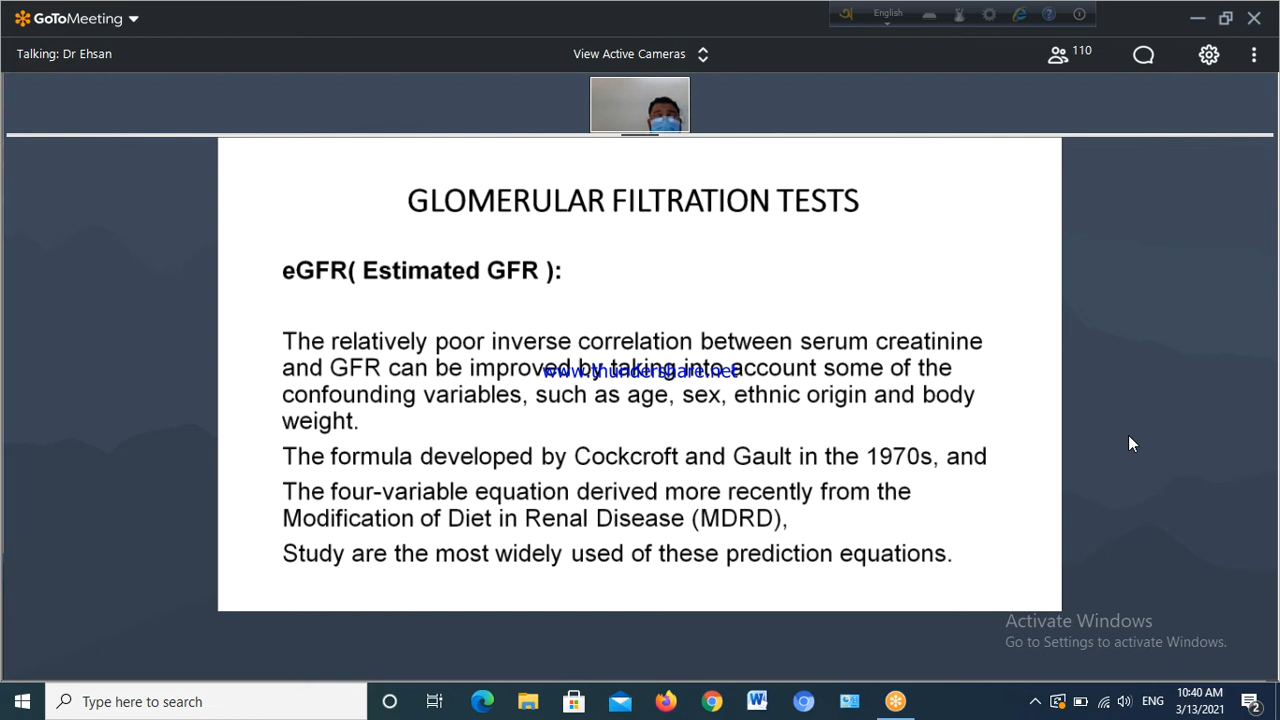 GoToMeeting
English
Talking: Dr Ehsan
View Active Cameras
110
GLOMERULAR FILTRATION TESTS
eGFR( Estimated GFR ):
The relatively poor inverse correlation between serum creatinine
and GFR can be improved by taking into account some of the
www.thundershare.net
confounding variables, such as age, sex, ethnic origin and body
weight.
The formula developed by Cockcroft and Gault in the 1970s, and
The four-variable equation derived more recently from the
Modification of Diet in Renal Disease (MDRD),
Study are the most widely used of these prediction equations.
Activate Windows
Go to Settings to activate Windows.
Type here to search
ENG
10:40 AM
3/13/2021
2